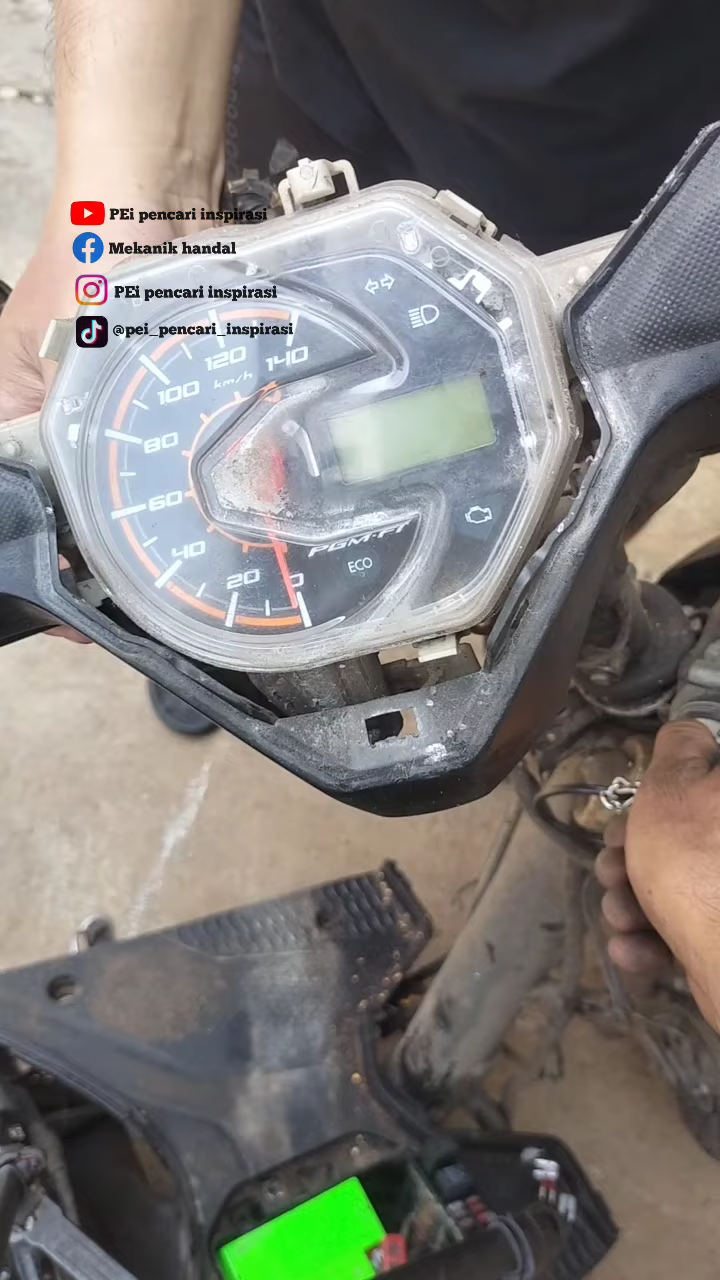 PEi pencari inspirasi
Mekanik handal
PEi pencari inspirasi
@pei_pencari_inspirasi
120 140
100 km/h
80
60
40
20 0
PGM-FI
ECO